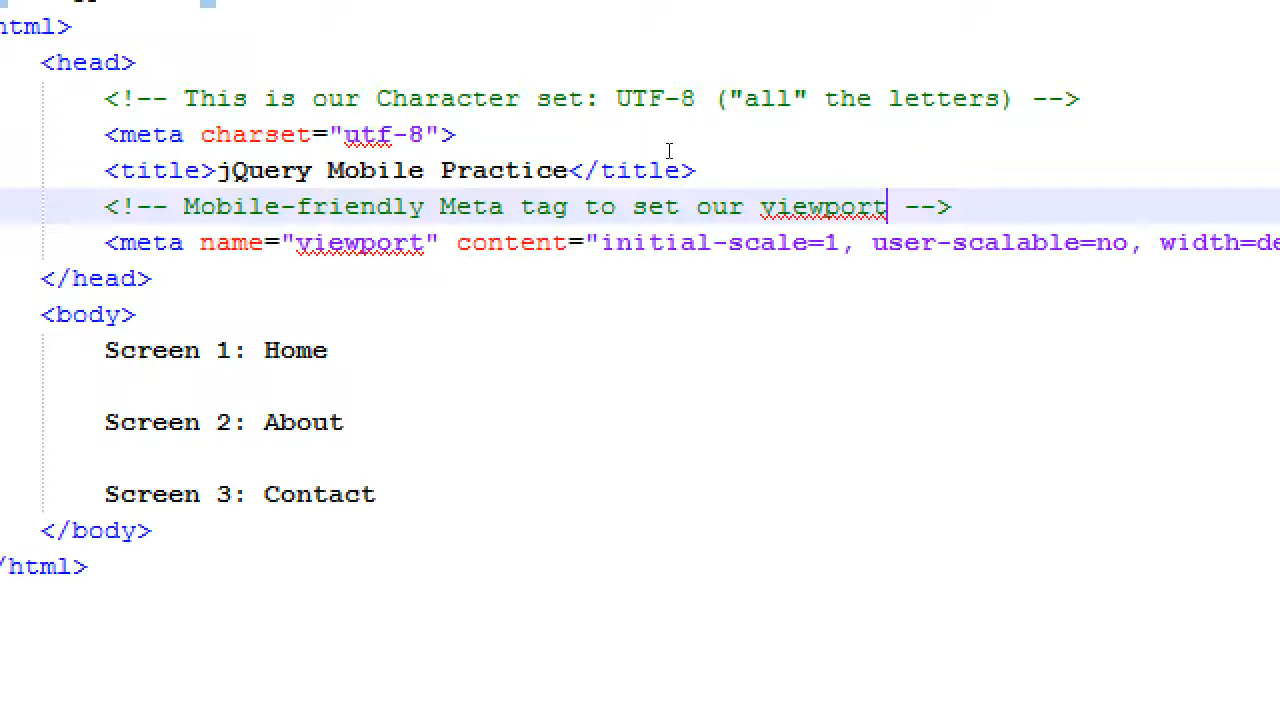 html>
<head>
<!-- This is our Character set: UTF-8 ("all" the letters) -->
<meta charset="utf-8">
<title>jQuery Mobile Practice</title>
<!-- Mobile-friendly Meta tag to set our viewport -->
<meta name="viewport" content="initial-scale=1, user-scalable=no, width=de
</head>
<body>
Screen 1: Home
Screen 2: About
Screen 3: Contact
</body>
/html>